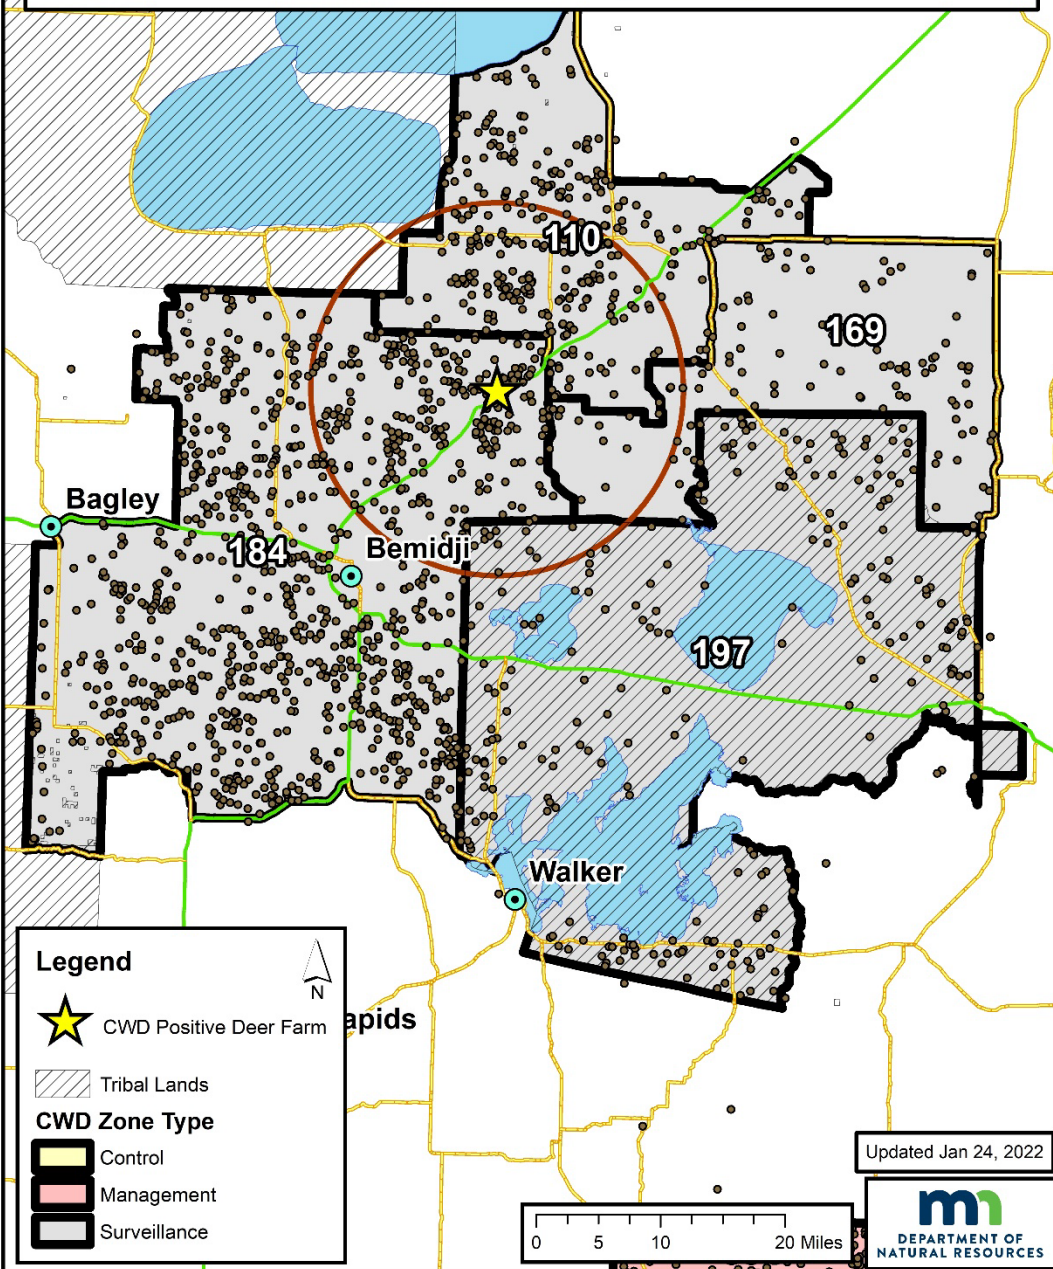 110
169
Bagley
184
Bemidji
197
Walker
Legend
N
CWD Positive Deer Farm
apids
Tribal Lands
CWD Zone Type
Control
Management
Surveillance
Updated Jan 24, 2022
0 5 10 20 Miles
mn
DEPARTMENT OF
NATURAL RESOURCES